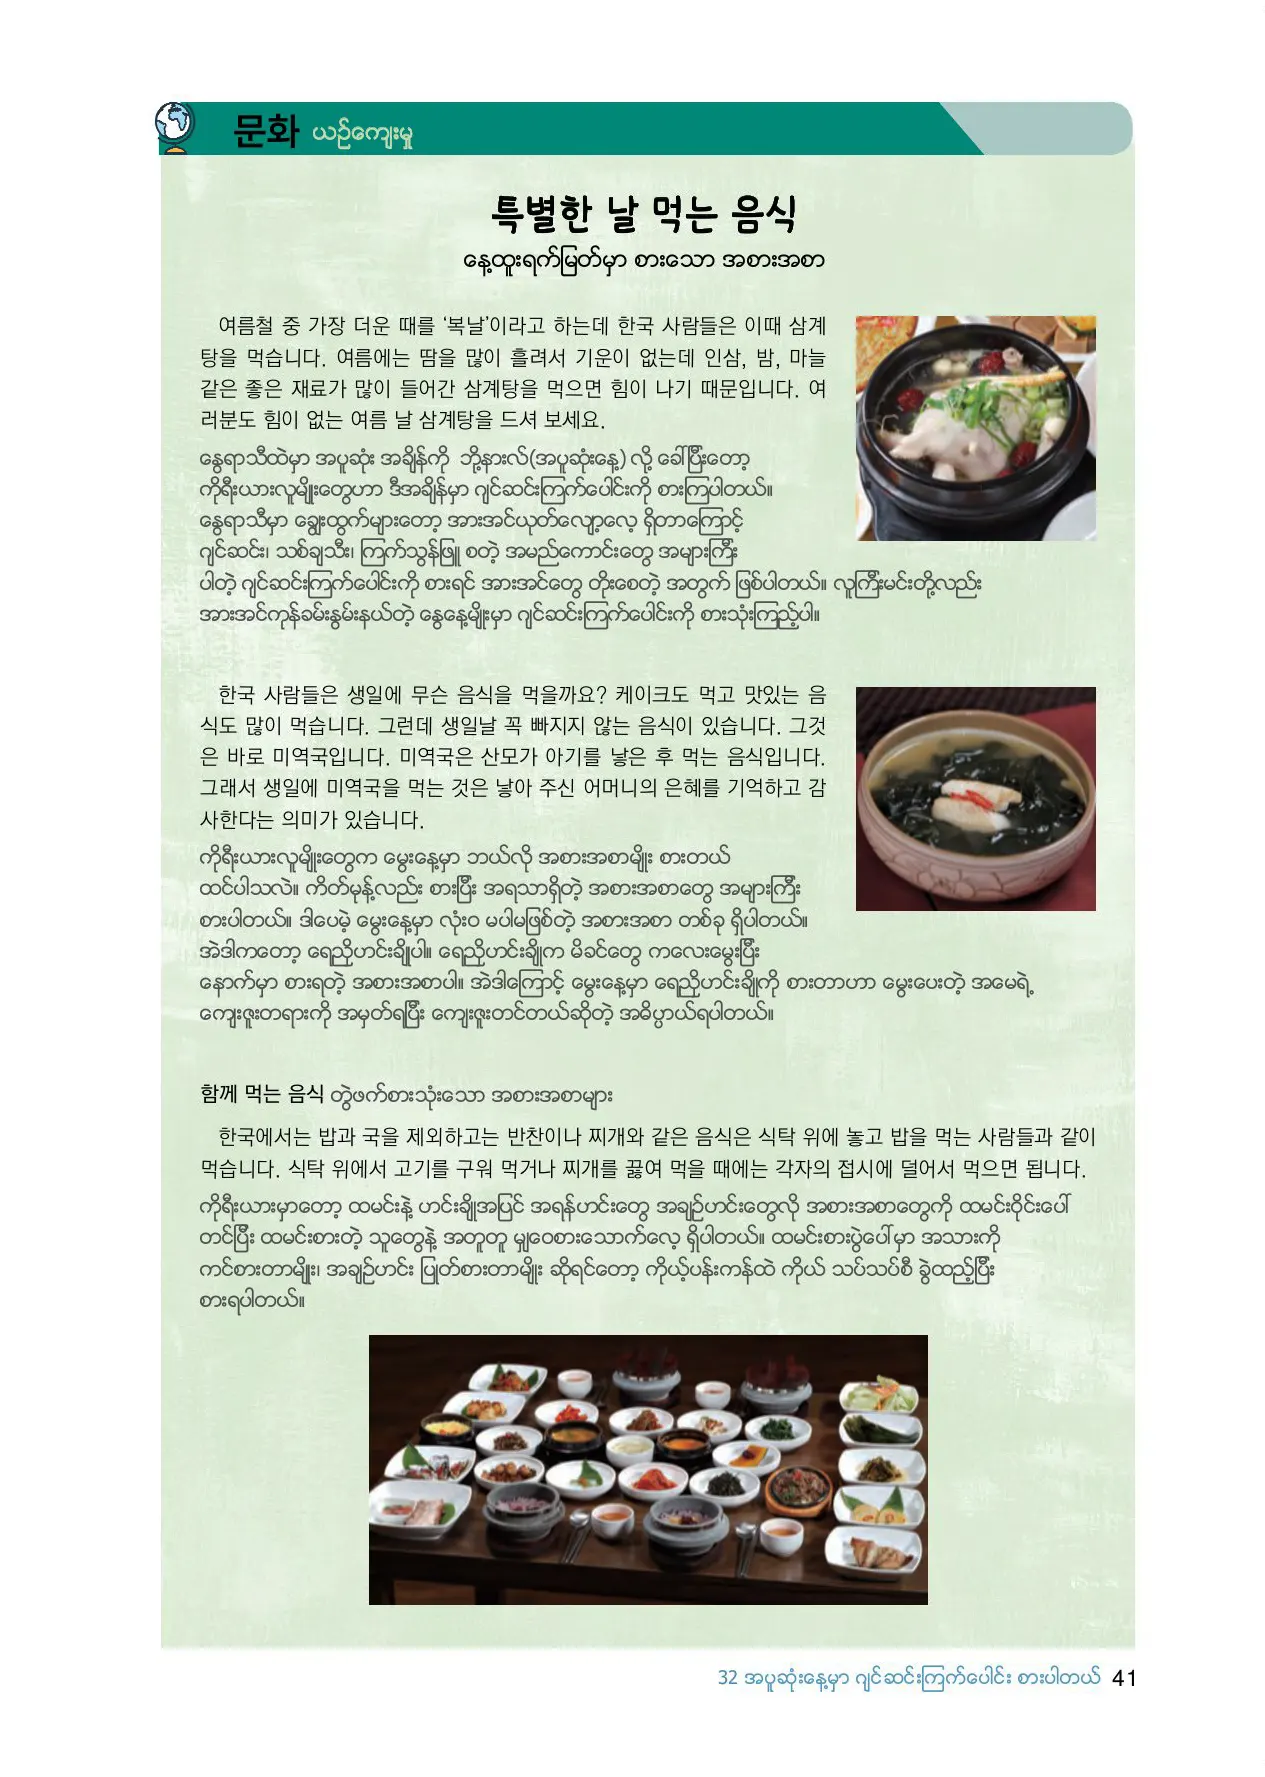 문화 ယဉ်ကျေးမှု
특별한 날 먹는 음식
နေ့ထူးရက်မြတ်မှာ စားသော အစားအစာ
여름철 중 가장 더운 때를 ‘복날’이라고 하는데 한국 사람들은 이때 삼계
탕을 먹습니다. 여름에는 땀을 많이 흘려서 기운이 없는데 인삼, 밤, 마늘
같은 좋은 재료가 많이 들어간 삼계탕을 먹으면 힘이 나기 때문입니다. 여
러분도 힘이 없는 여름 날 삼계탕을 드셔 보세요.
နွေရာသီထဲမှာ အပူဆုံး အချိန်ကို ဘို့နားလ်(အပူဆုံးနေ့) လို့ ခေါ်ပြီးတော့
ကိုရီးယားလူမျိုးတွေဟာ ဒီအချိန်မှာ ဂျင်ဆင်းကြက်ပေါင်းကို စားကြပါတယ်။
နွေရာသီမှာ ချွေးထွက်များတော့ အားအင်ယုတ်လျော့လေ့ ရှိတာကြောင့်
ဂျင်ဆင်း၊ သစ်ချသီး၊ ကြက်သွန်ဖြူ စတဲ့ အမည်ကောင်းတွေ အများကြီး
ပါတဲ့ ဂျင်ဆင်းကြက်ပေါင်းကို စားရင် အားအင်တွေ တိုးစေတဲ့ အတွက် ဖြစ်ပါတယ်။ လူကြီးမင်းတို့လည်း
အားအင်ကုန်ခမ်းနွမ်းနယ်တဲ့ နွေနေ့မျိုးမှာ ဂျင်ဆင်းကြက်ပေါင်းကို စားသုံးကြည့်ပါ။
한국 사람들은 생일에 무슨 음식을 먹을까요? 케이크도 먹고 맛있는 음
식도 많이 먹습니다. 그런데 생일날 꼭 빠지지 않는 음식이 있습니다. 그것
은 바로 미역국입니다. 미역국은 산모가 아기를 낳은 후 먹는 음식입니다.
그래서 생일에 미역국을 먹는 것은 낳아 주신 어머니의 은혜를 기억하고 감
사한다는 의미가 있습니다.
ကိုရီးယားလူမျိုးတွေက မွေးနေ့မှာ ဘယ်လို အစားအစာမျိုး စားတယ်
ထင်ပါသလဲ။ ကိတ်မုန့်လည်း စားပြီး အရသာရှိတဲ့ အစားအစာတွေ အများကြီး
စားပါတယ်။ ဒါပေမဲ့ မွေးနေ့မှာ လုံးဝ မပါမဖြစ်တဲ့ အစားအစာ တစ်ခု ရှိပါတယ်။
အဲဒါကတော့ ရေညှိဟင်းချိုပါ။ ရေညှိဟင်းချိုက မိခင်တွေ ကလေးမွေးပြီး
နောက်မှာ စားရတဲ့ အစားအစာပါ။ အဲဒါကြောင့် မွေးနေ့မှာ ရေညှိဟင်းချိုကို စားတာဟာ မွေးပေးတဲ့ အမေရဲ့
ကျေးဇူးတရားကို အမှတ်ရပြီး ကျေးဇူးတင်တယ်ဆိုတဲ့ အဓိပ္ပာယ်ရပါတယ်။
함께 먹는 음식 တွဲဖက်စားသုံးသော အစားအစာများ
한국에서는 밥과 국을 제외하고는 반찬이나 찌개와 같은 음식은 식탁 위에 놓고 밥을 먹는 사람들과 같이
먹습니다. 식탁 위에서 고기를 구워 먹거나 찌개를 끓여 먹을 때에는 각자의 접시에 덜어서 먹으면 됩니다.
ကိုရီးယားမှာတော့ ထမင်းနဲ့ ဟင်းချိုအပြင် အရန်ဟင်းတွေ အချဉ်ဟင်းတွေလို အစားအစာတွေကို ထမင်းဝိုင်းပေါ်
တင်ပြီး ထမင်းစားတဲ့ သူတွေနဲ့ အတူတူ မျှဝေစားသောက်လေ့ ရှိပါတယ်။ ထမင်းစားပွဲပေါ်မှာ အသားကို
ကင်စားတာမျိုး၊ အချဉ်ဟင်း ပြုတ်စားတာမျိုး ဆိုရင်တော့ ကိုယ့်ပန်းကန်ထဲ ကိုယ် သပ်သပ်စီ ခွဲထည့်ပြီး
စားရပါတယ်။
32 အပူဆုံးနေ့မှာ ဂျင်ဆင်းကြက်ပေါင်း စားပါတယ် 41